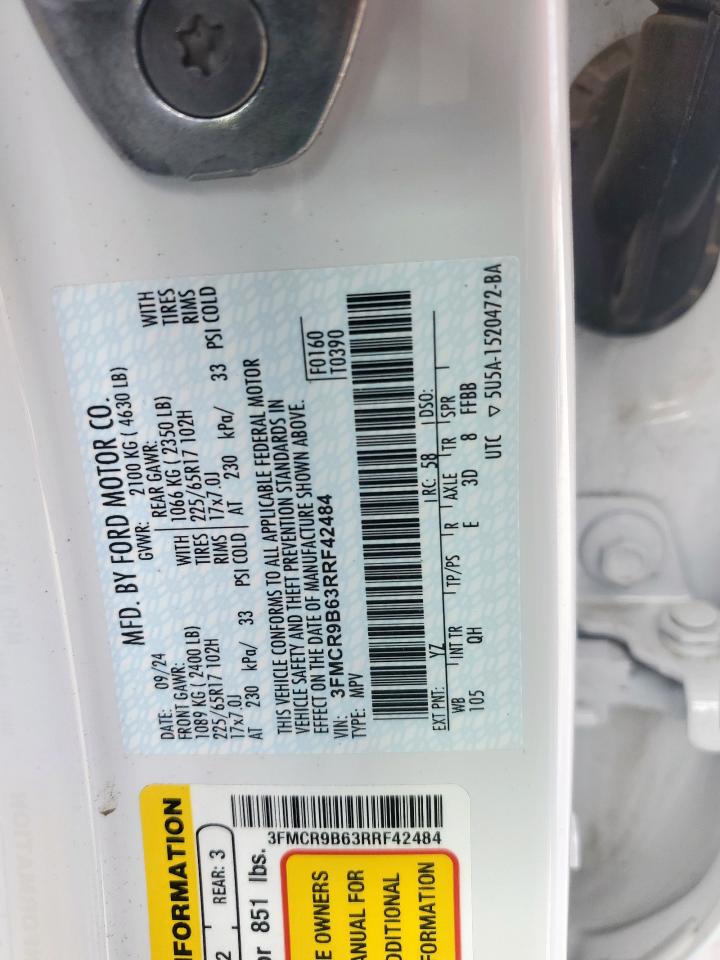 MFD. BY FORD MOTOR CO.
DATE: 09/24 GVWR: 2100 KG ( 4630 LB)
FRONT GAWR: REAR GAWR: WITH
1089 KG ( 2400 LB) WITH 1066 KG ( 2350 LB) TIRES
225/65R17 102H TIRES 225/65R17 102H RIMS
17x7.0J RIMS 17x7.0J
AT 230 kPa/ 33 PSI COLD AT 230 kPa/ 33 PSI COLD
THIS VEHICLE CONFORMS TO ALL APPLICABLE FEDERAL MOTOR
VEHICLE SAFETY AND THEFT PREVENTION STANDARDS IN
EFFECT ON THE DATE OF MANUFACTURE SHOWN ABOVE.
VIN: 3FMCR9B63RRF42484 F0160
TYPE: MPV T0390
EXT PNT: YZ RC: 58 DSO:
WB INT TR TP/PS R AXLE TR SPR
105 QH E 3D 8 FFBB
UTC ▽ 5U5A-1520472-BA
FORMATION
2 REAR: 3
or 851 lbs.
3FMCR9B63RRF42484
E OWNERS
ANUAL FOR
DDITIONAL
FORMATION